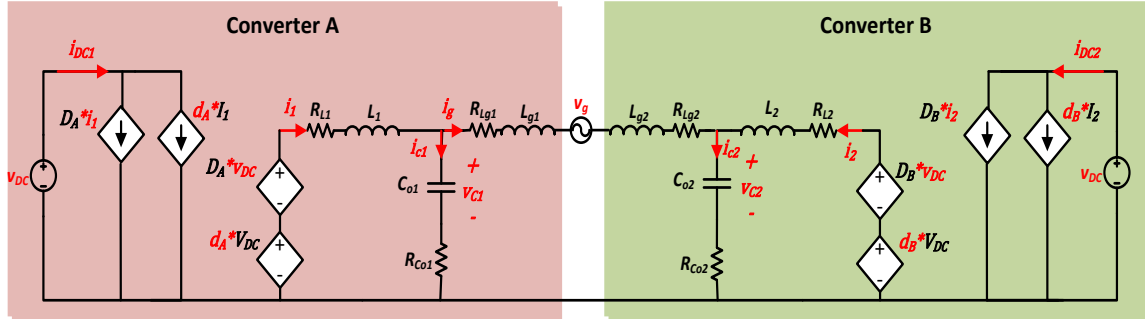 Converter A
Converter B
i_DC1
i_DC2
D_A*i_1
d_A*I_1
i_1
R_L1
L_1
i_g
R_Lg1
L_g1
v_g
L_g2
R_Lg2
L_2
R_L2
i_2
D_B*i_2
d_B*I_2
v_DC
D_A*v_DC
i_c1
C_o1
+
v_C1
-
i_c2
C_o2
+
v_C2
-
D_B*v_DC
v_DC
d_A*V_DC
R_Co1
R_Co2
d_B*V_DC